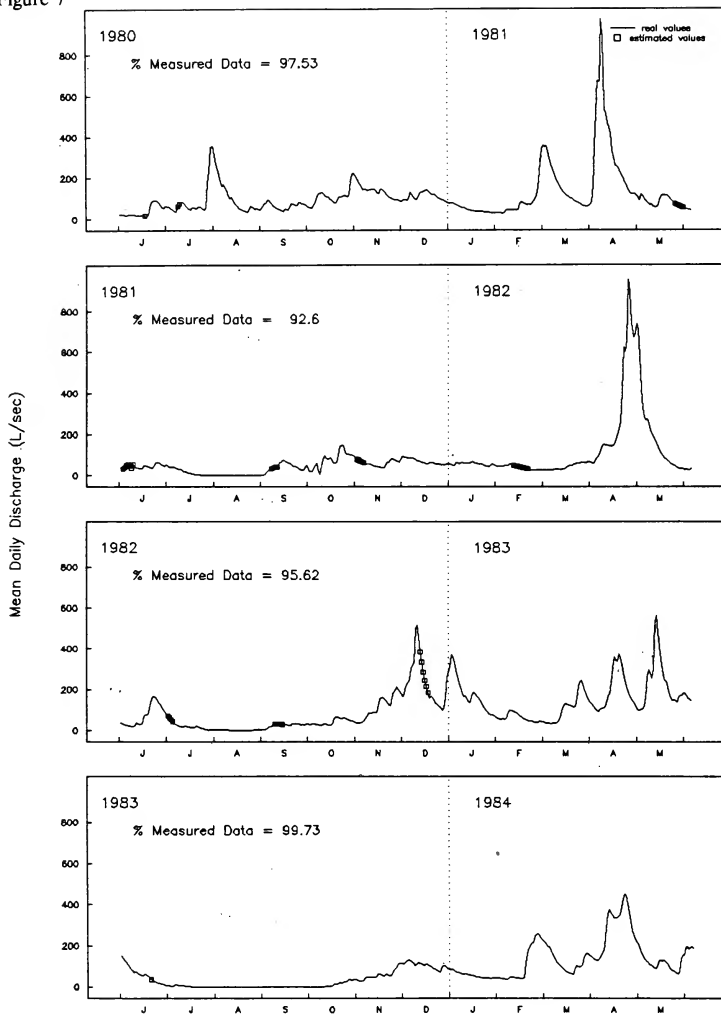 Figure 7
1980
1981
real values
estimated values
% Measured Data = 97.53
800
600
400
200
0
J J A S O N D J F M A M
1981
1982
% Measured Data = 92.6
800
600
400
200
0
J J A S O N D J F M A M
1982
1983
% Measured Data = 95.62
800
600
400
200
0
J J A S O N D J F M A M
1983
1984
% Measured Data = 99.73
800
600
400
200
0
J J A S O N D J F M A M
Mean Daily Discharge (L/sec)